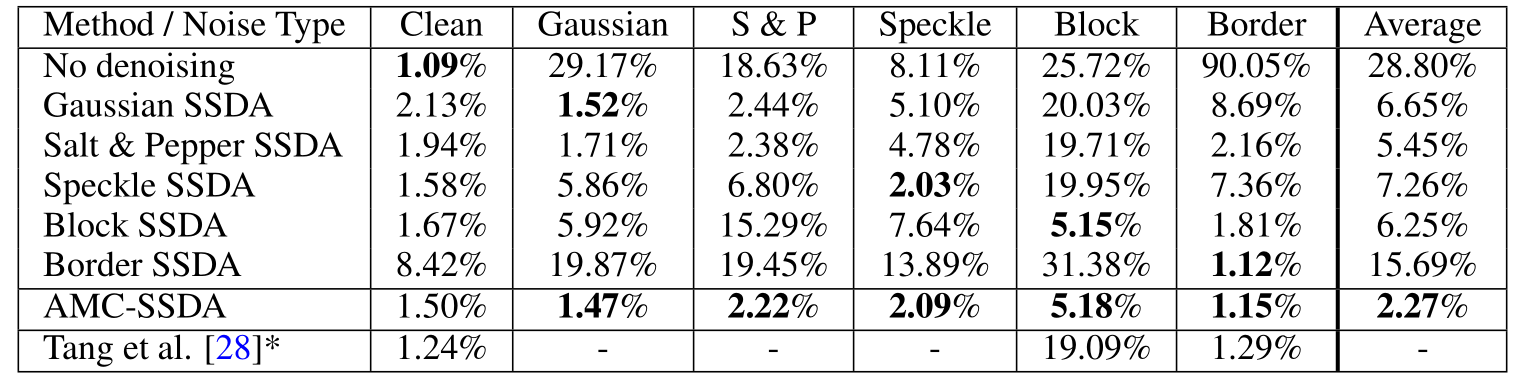 Method / Noise Type Clean Gaussian S & P Speckle Block Border Average
No denoising 1.09% 29.17% 18.63% 8.11% 25.72% 90.05% 28.80%
Gaussian SSDA 2.13% 1.52% 2.44% 5.10% 20.03% 8.69% 6.65%
Salt & Pepper SSDA 1.94% 1.71% 2.38% 4.78% 19.71% 2.16% 5.45%
Speckle SSDA 1.58% 5.86% 6.80% 2.03% 19.95% 7.36% 7.26%
Block SSDA 1.67% 5.92% 15.29% 7.64% 5.15% 1.81% 6.25%
Border SSDA 8.42% 19.87% 19.45% 13.89% 31.38% 1.12% 15.69%
AMC-SSDA 1.50% 1.47% 2.22% 2.09% 5.18% 1.15% 2.27%
Tang et al. [28]* 1.24% - - - 19.09% 1.29% -